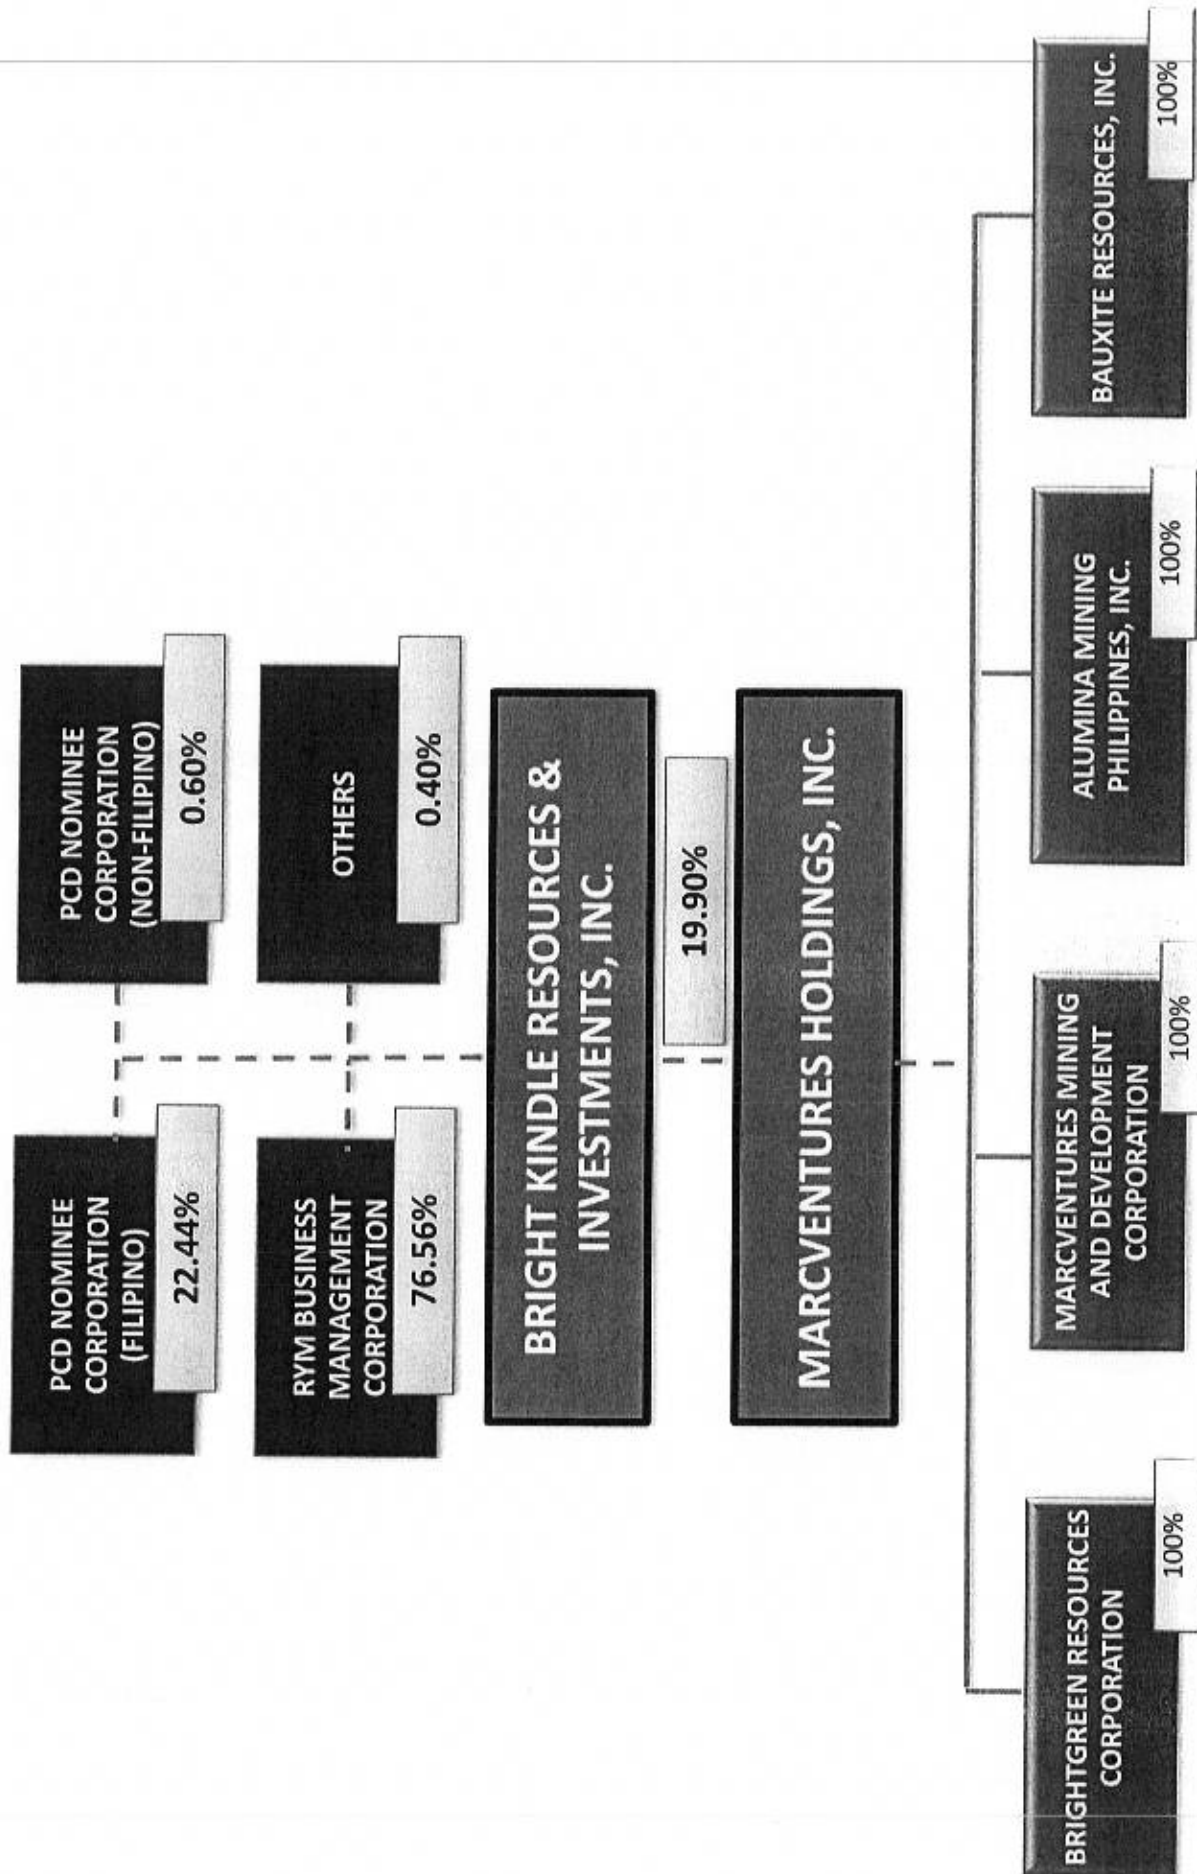 PCD NOMINEE
CORPORATION
(FILIPINO)
22.44%
PCD NOMINEE
CORPORATION
(NON-FILIPINO)
0.60%
RYM BUSINESS
MANAGEMENT
CORPORATION
76.56%
OTHERS
0.40%
BRIGHT KINDLE RESOURCES &
INVESTMENTS, INC.
19.90%
MARCVENTURES HOLDINGS, INC.
BRIGHTGREEN RESOURCES
CORPORATION
100%
MARCVENTURES MINING
AND DEVELOPMENT
CORPORATION
100%
ALUMINA MINING
PHILIPPINES, INC.
100%
BAUXITE RESOURCES, INC.
100%